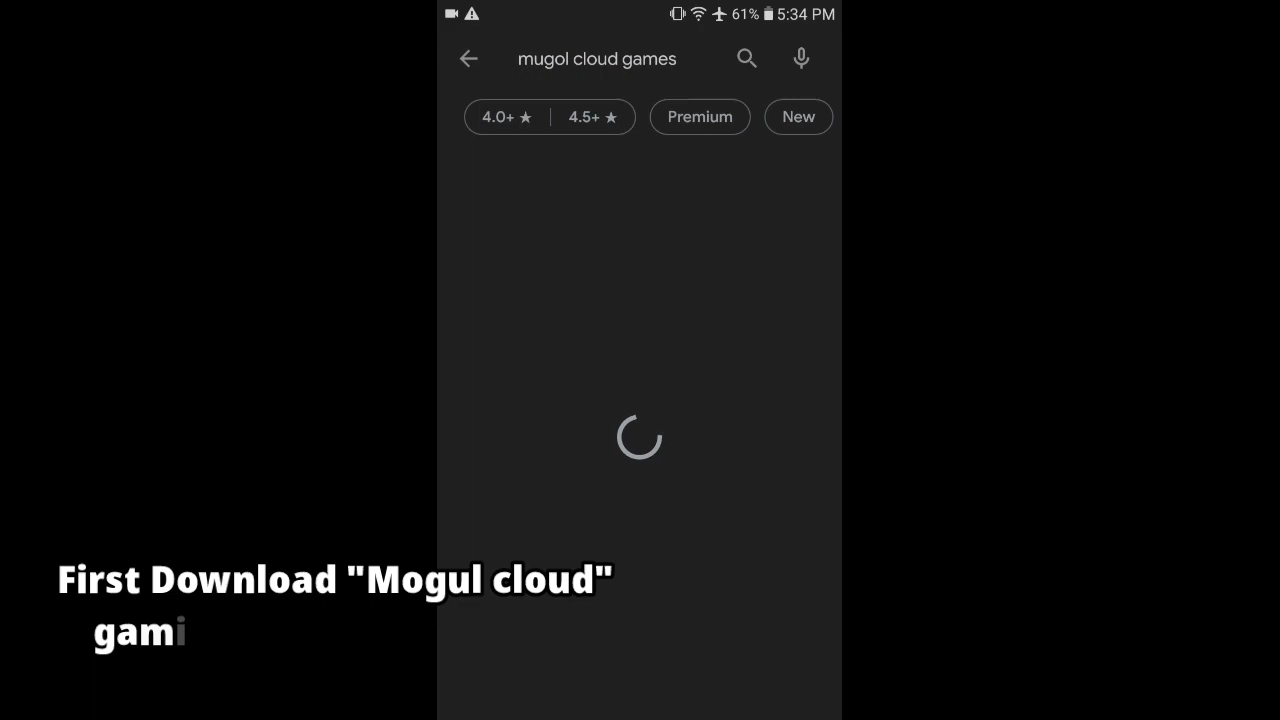 61% 5:34 PM
mugol cloud games
4.0+ ★ 4.5+ ★ Premium New
First Download "Mogul cloud"
gami